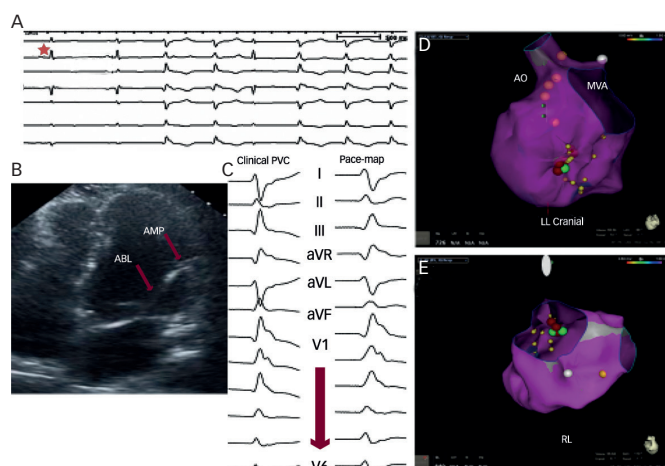 A
300 ms
B
AMP
ABL
C
Clinical PVC
Pace-map
I
II
III
aVR
aVL
aVF
V1
V6
D
AO
MVA
LL Cranial
E
RL